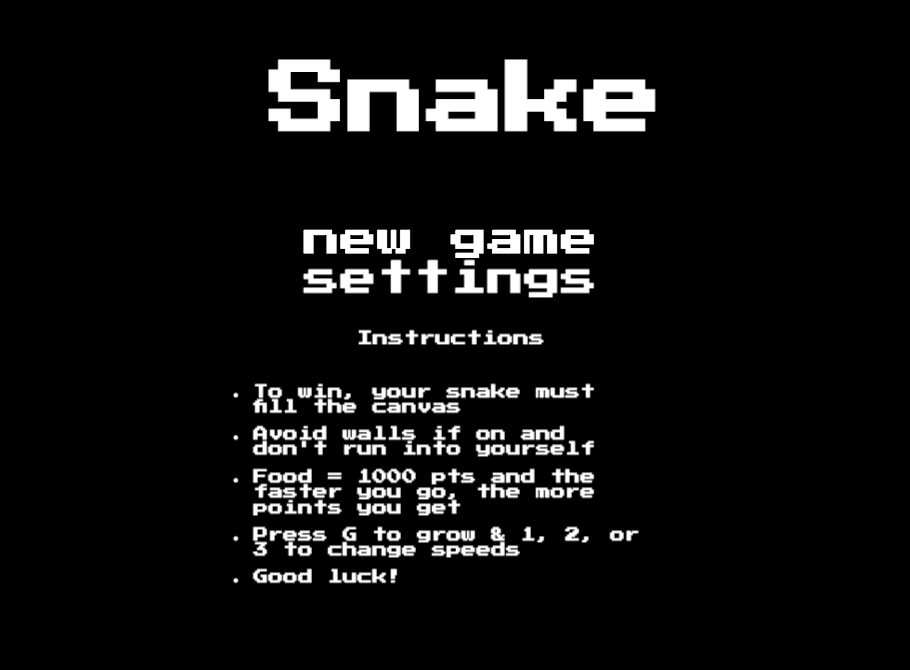 Snake
new game
settings
Instructions
. To win, your snake must
fill the canvas
. Avoid walls if on and
don't run into yourself
. Food = 1000 pts and the
faster you go, the more
points you get
. Press G to grow & 1, 2, or
3 to change speeds
. Good luck!